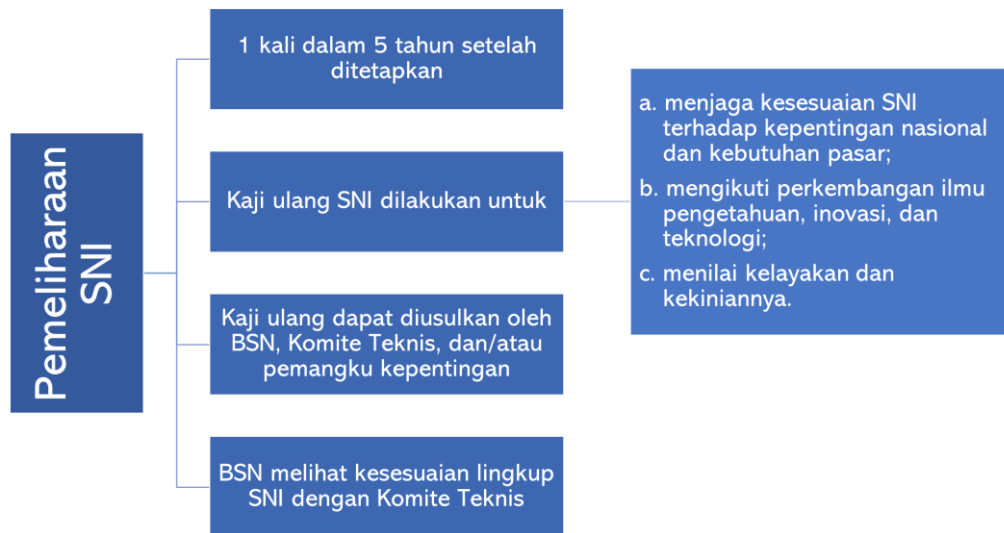 Pemeliharaan
SNI
1 kali dalam 5 tahun setelah
ditetapkan
Kaji ulang SNI dilakukan untuk
a. menjaga kesesuaian SNI
terhadap kepentingan nasional
dan kebutuhan pasar;
b. mengikuti perkembangan ilmu
pengetahuan, inovasi, dan
teknologi;
c. menilai kelayakan dan
kekiniannya.
Kaji ulang dapat diusulkan oleh
BSN, Komite Teknis, dan/atau
pemangku kepentingan
BSN melihat kesesuaian lingkup
SNI dengan Komite Teknis